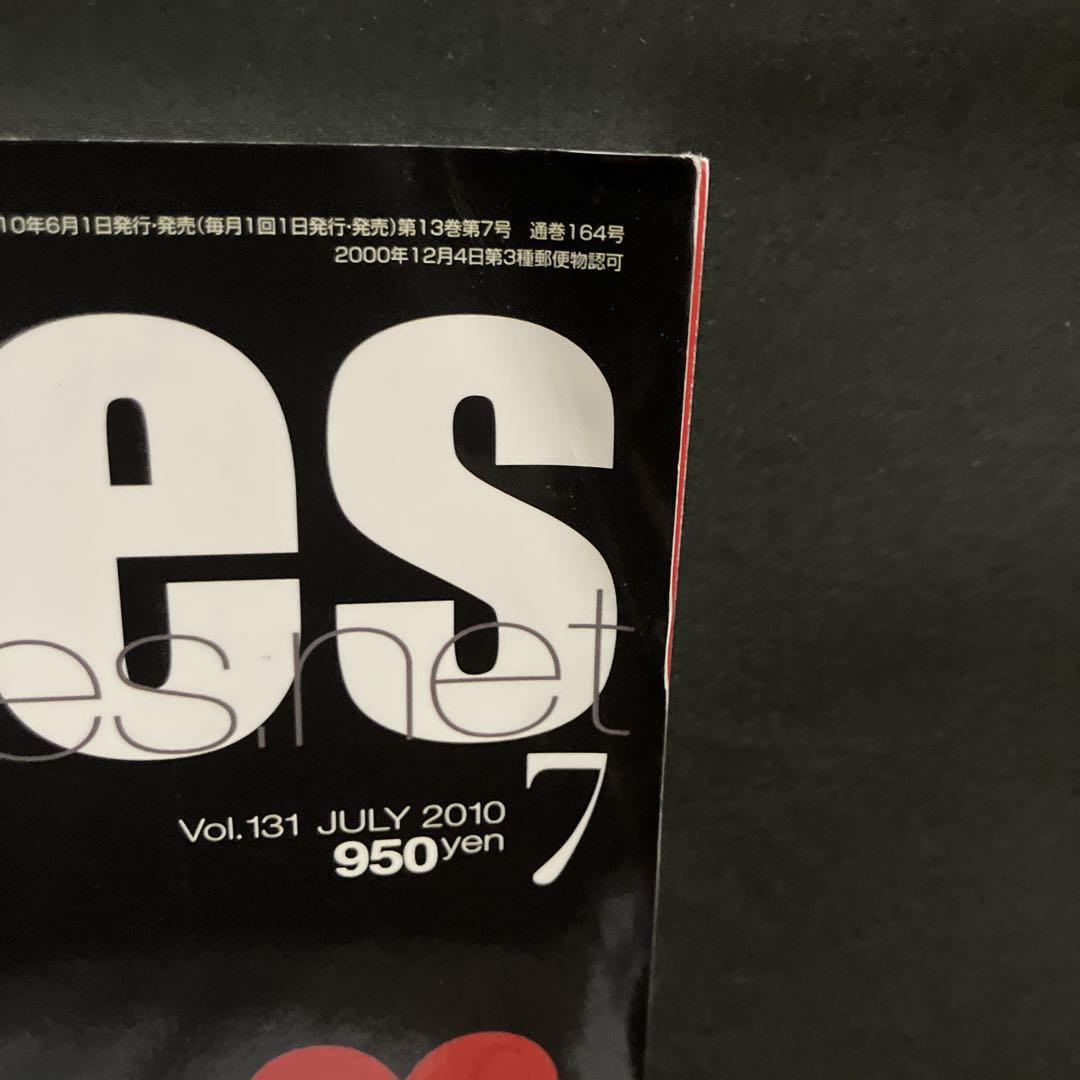 10年6月1日発行・発売(毎月1回1日発行・発売)第13巻第7号　通巻164号
2000年12月4日第3種郵便物認可
es
es.net
7
Vol.131 JULY 2010
950yen